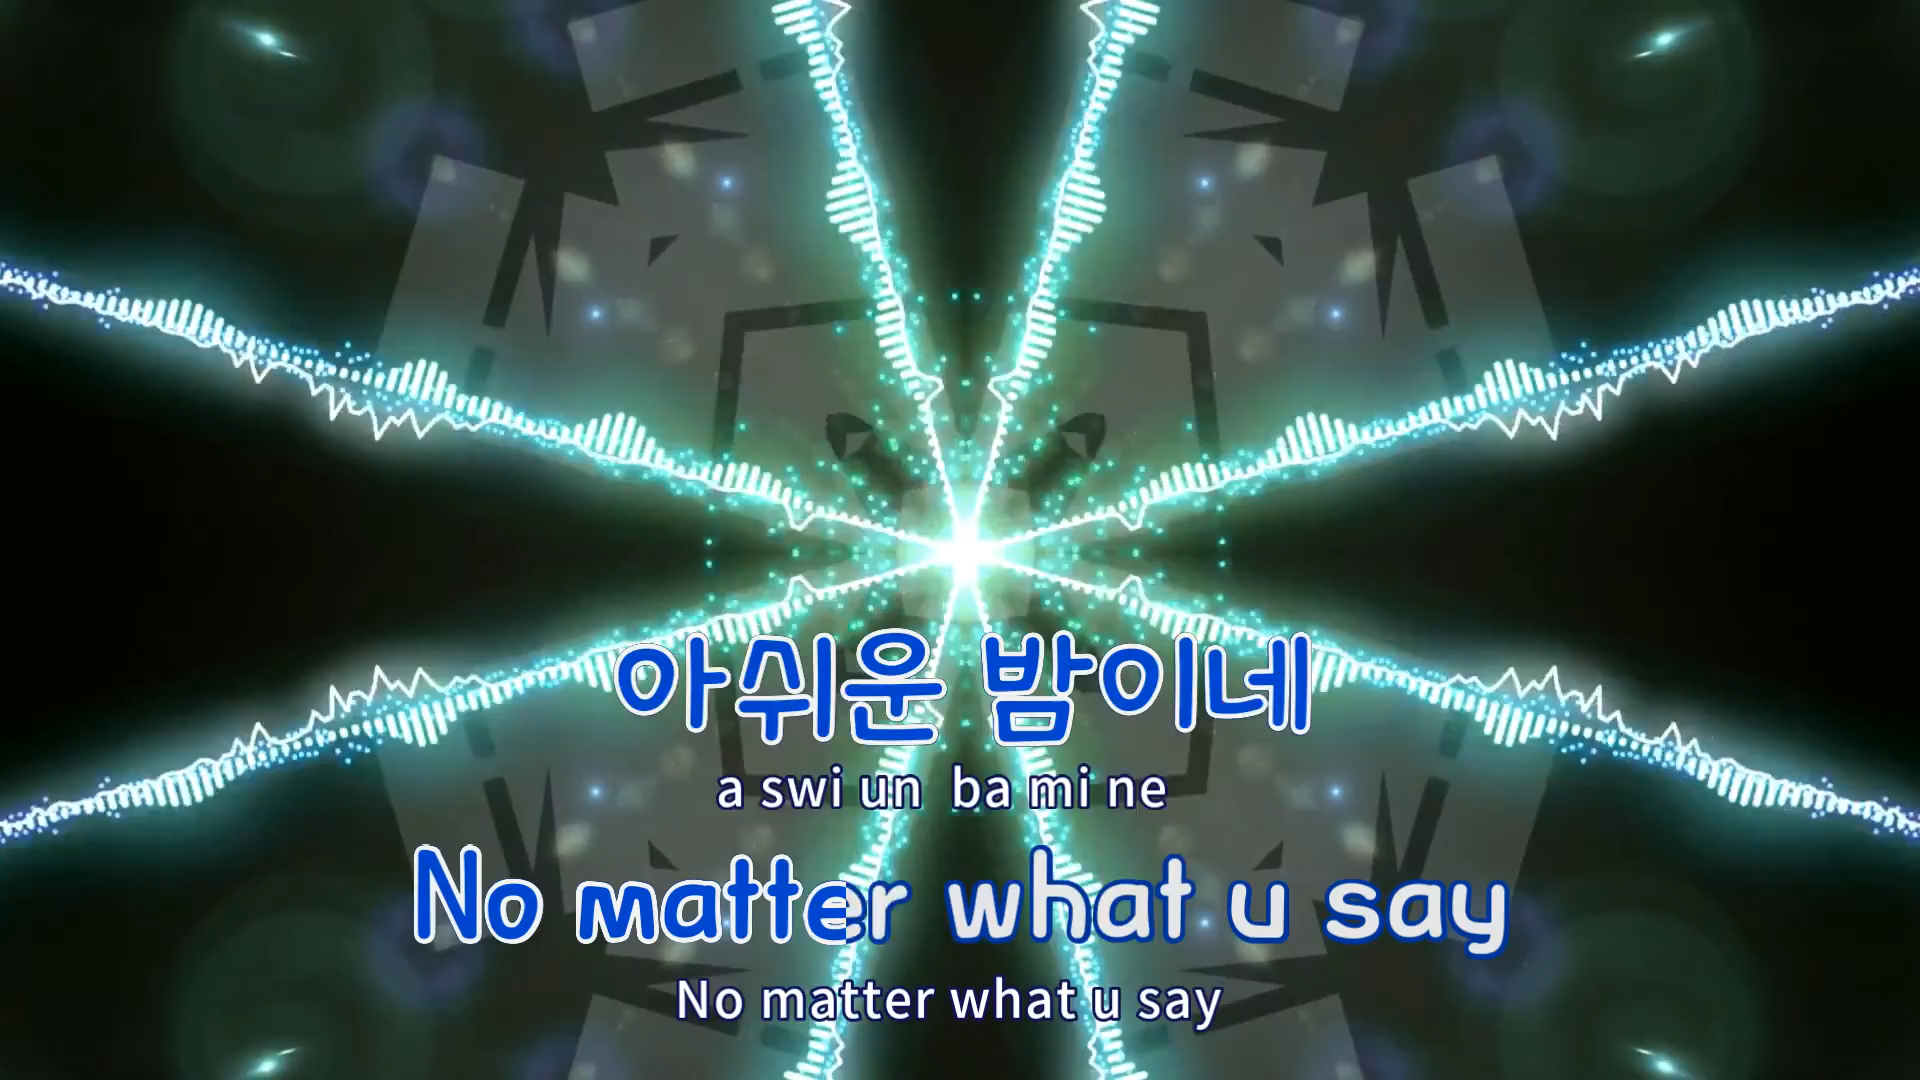 아쉬운 밤이네
a swi un ba mi ne
No matter what u say
No matter what u say